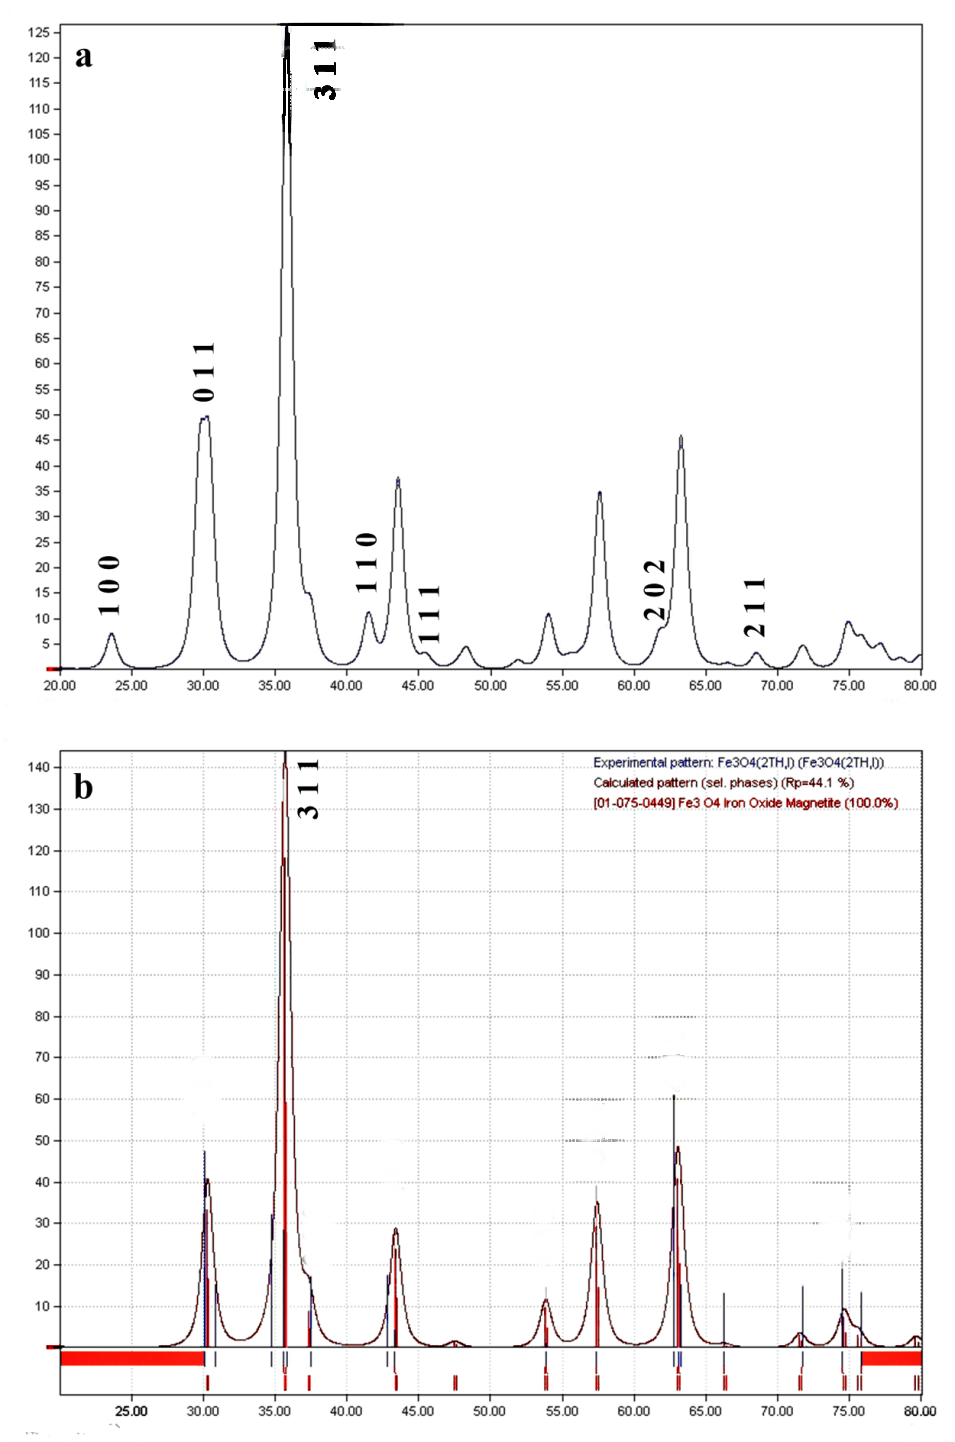 a
125
120
115
110
105
100
95
90
85
80
75
70
65
60
55
50
45
40
35
30
25
20
15
10
5
3 1 1
0 1 1
1 0 0
1 1 0
1 1 1
2 0 2
2 1 1
20.00 25.00 30.00 35.00 40.00 45.00 50.00 55.00 60.00 65.00 70.00 75.00 80.00
b
140
130
120
110
100
90
80
70
60
50
40
30
20
10
3 1 1
Experimental pattern: Fe3O4(2TH,I) (Fe3O4(2TH,I))
Calculated pattern (sel. phases) (Rp=44.1 %)
[01-075-0449] Fe3 O4 Iron Oxide Magnetite (100.0%)
25.00 30.00 35.00 40.00 45.00 50.00 55.00 60.00 65.00 70.00 75.00 80.00